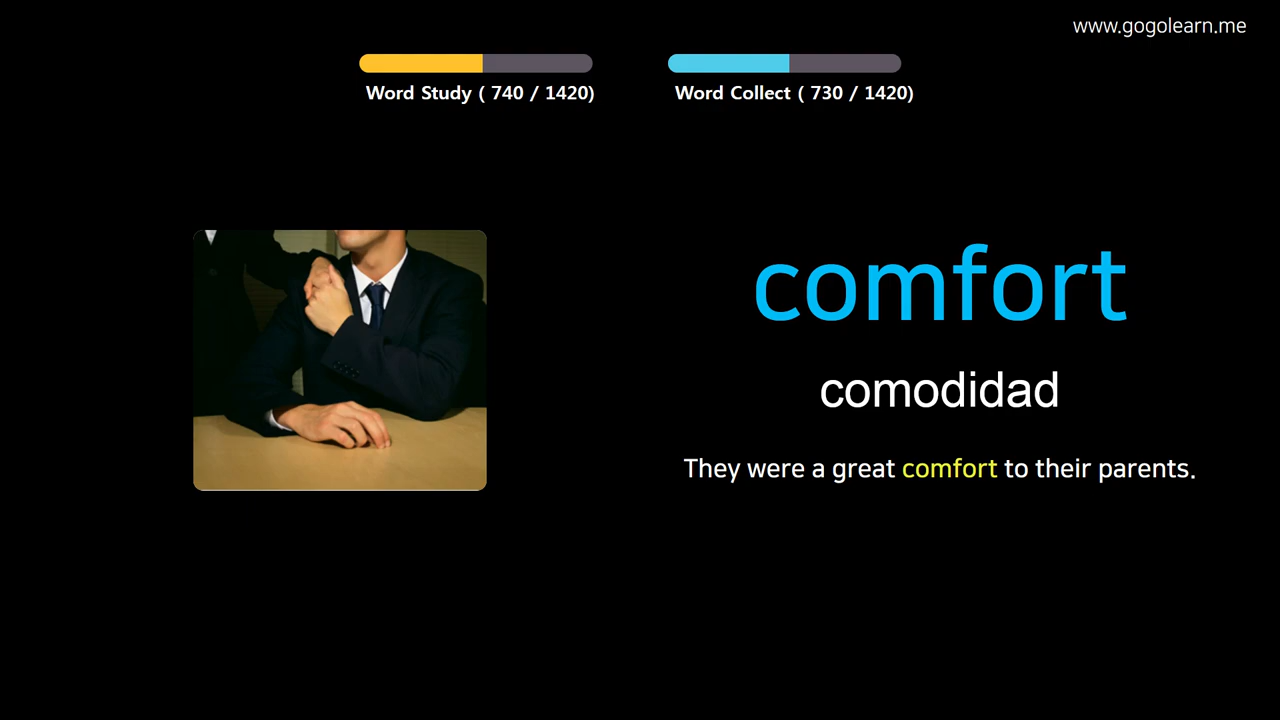 www.gogolearn.me
Word Study ( 740 / 1420)
Word Collect ( 730 / 1420)
comfort
comodidad
They were a great comfort to their parents.